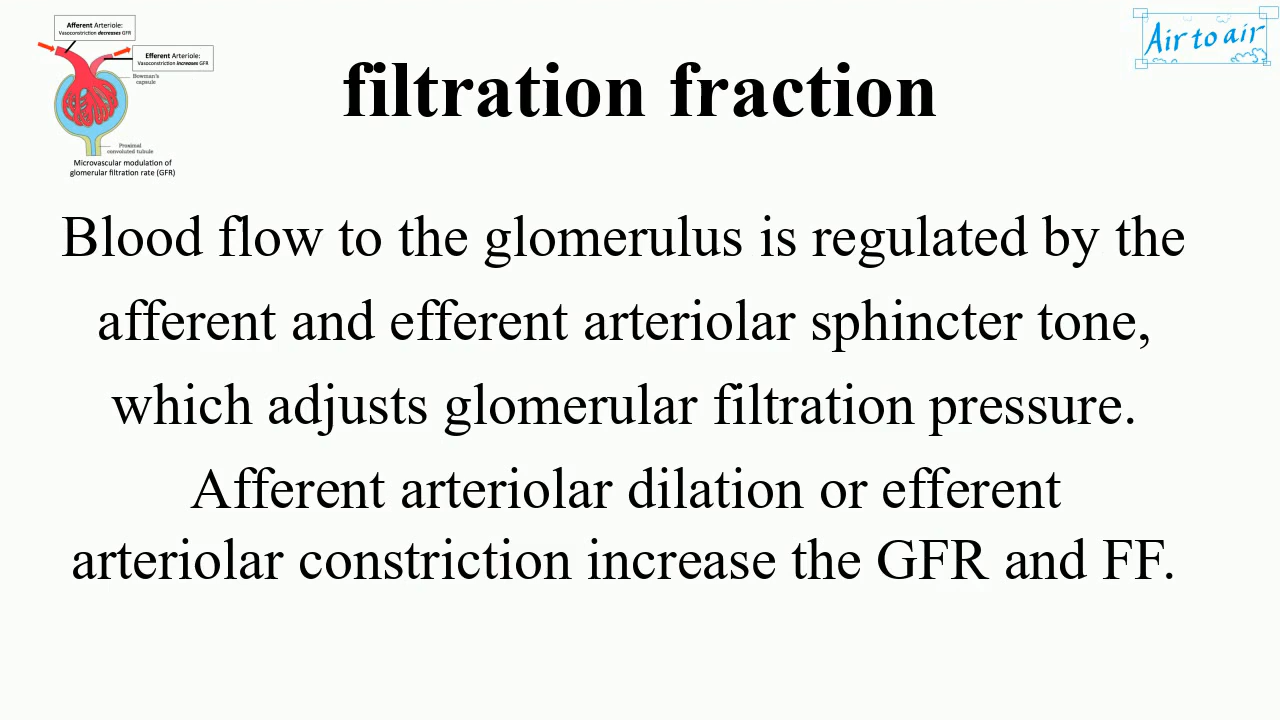 Afferent Arteriole:
Vasoconstriction decreases GFR
Efferent Arteriole:
Vasoconstriction increases GFR
Bowman's
capsule
Proximal
convoluted tubule
Microvascular modulation of
glomerular filtration rate (GFR)
Air to air
filtration fraction
Blood flow to the glomerulus is regulated by the
afferent and efferent arteriolar sphincter tone,
which adjusts glomerular filtration pressure.
Afferent arteriolar dilation or efferent
arteriolar constriction increase the GFR and FF.